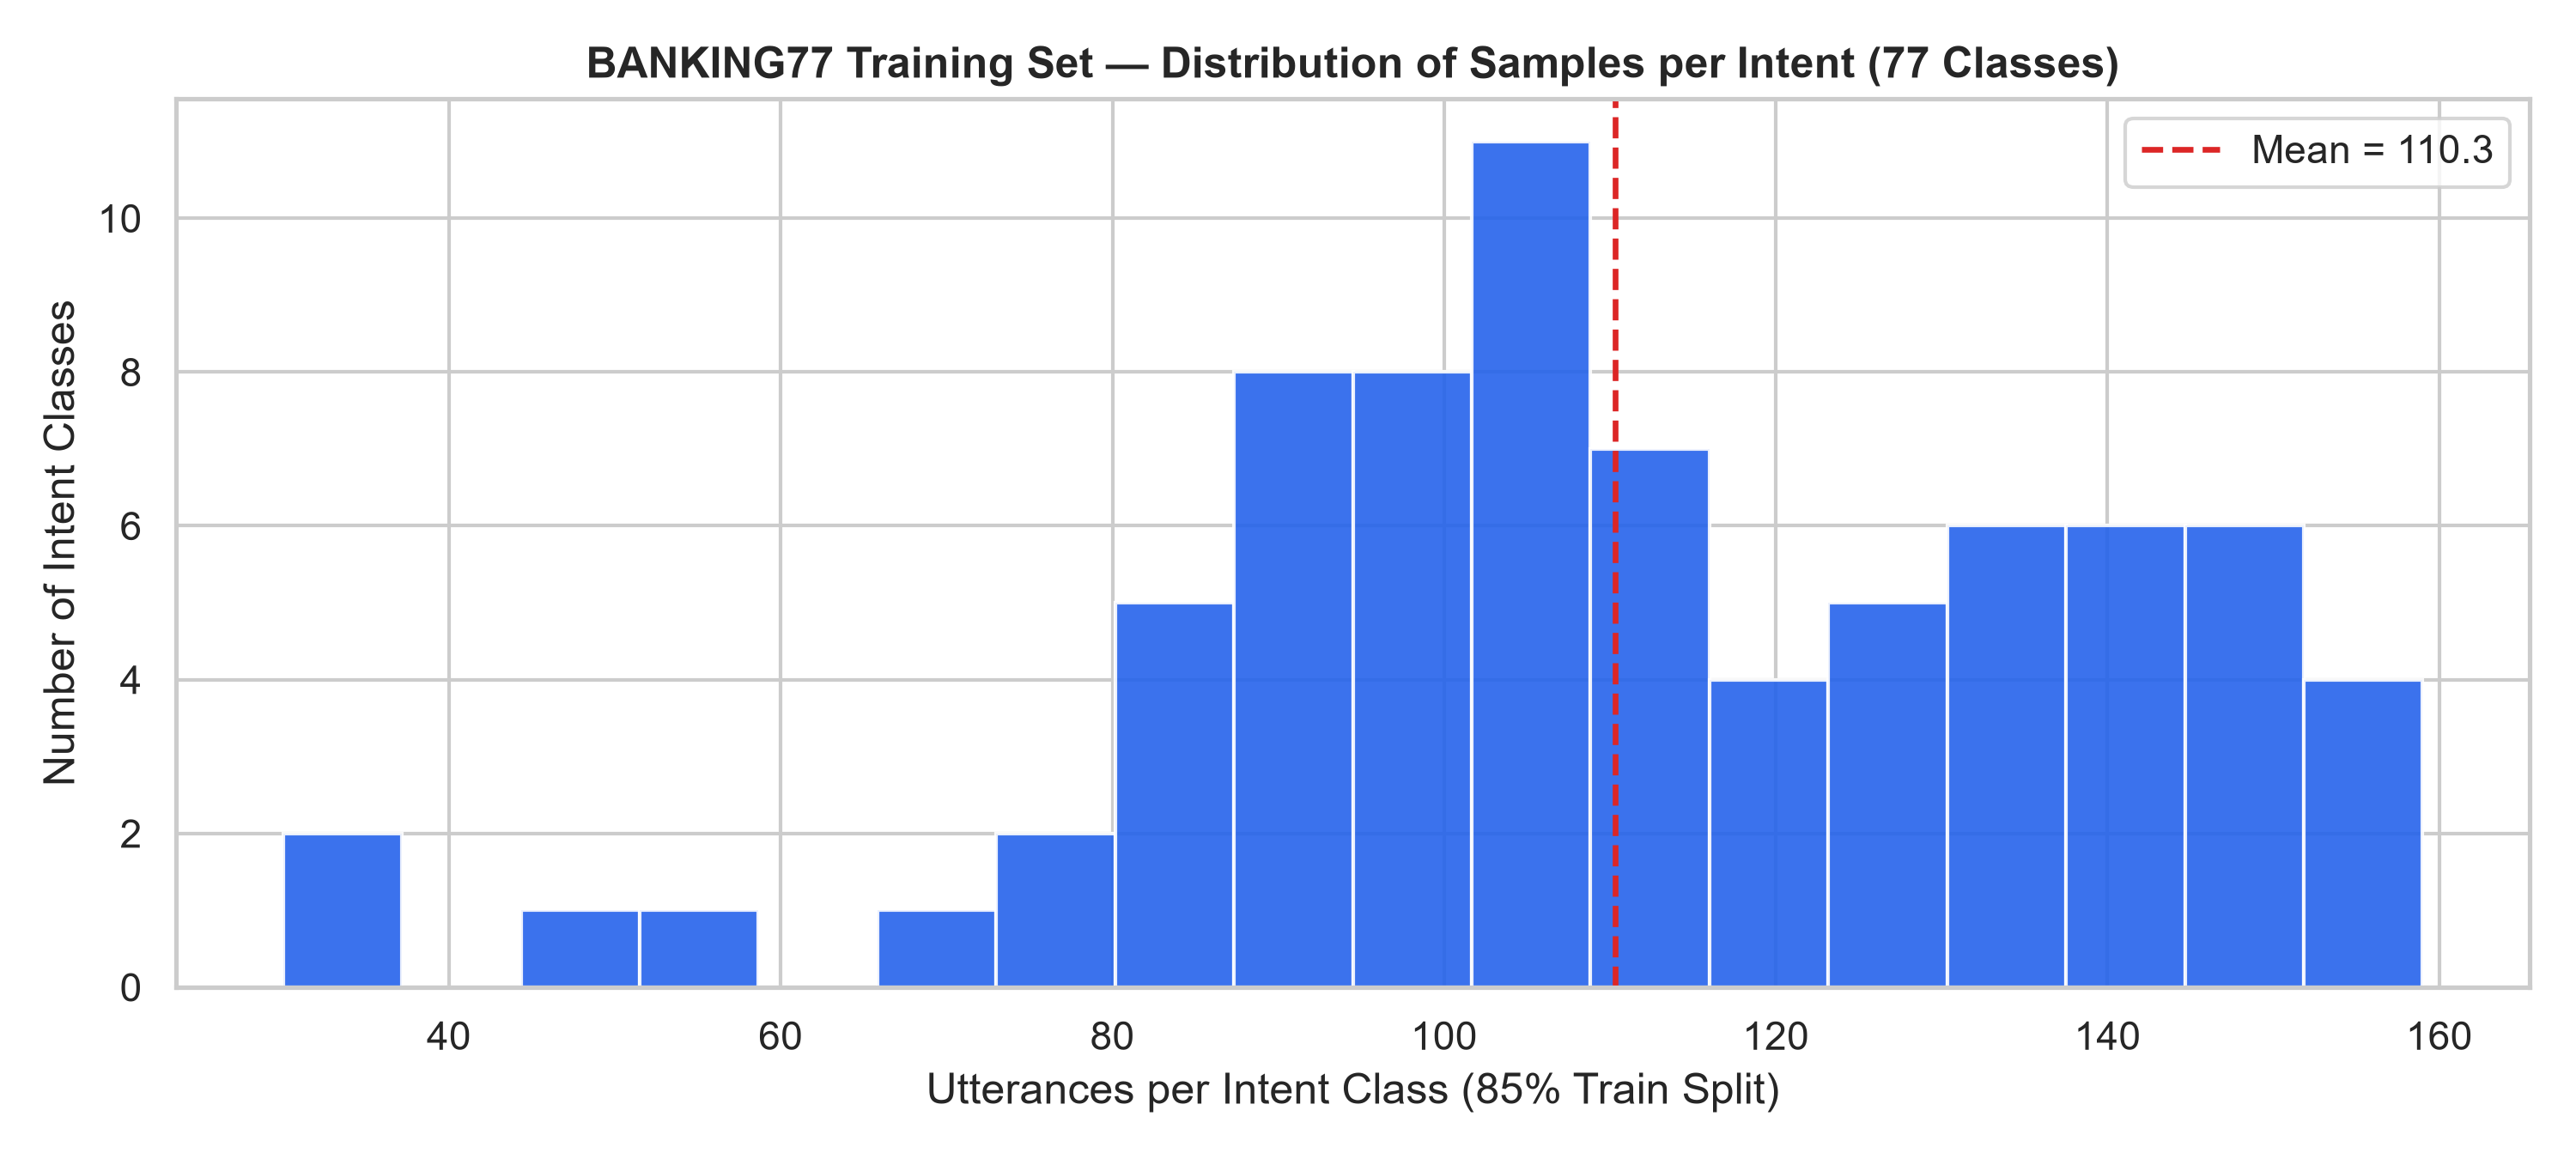 BANKING77 Training Set — Distribution of Samples per Intent (77 Classes)
Mean = 110.3
Number of Intent Classes
10
8
6
4
2
0
40 60 80 100 120 140 160
Utterances per Intent Class (85% Train Split)